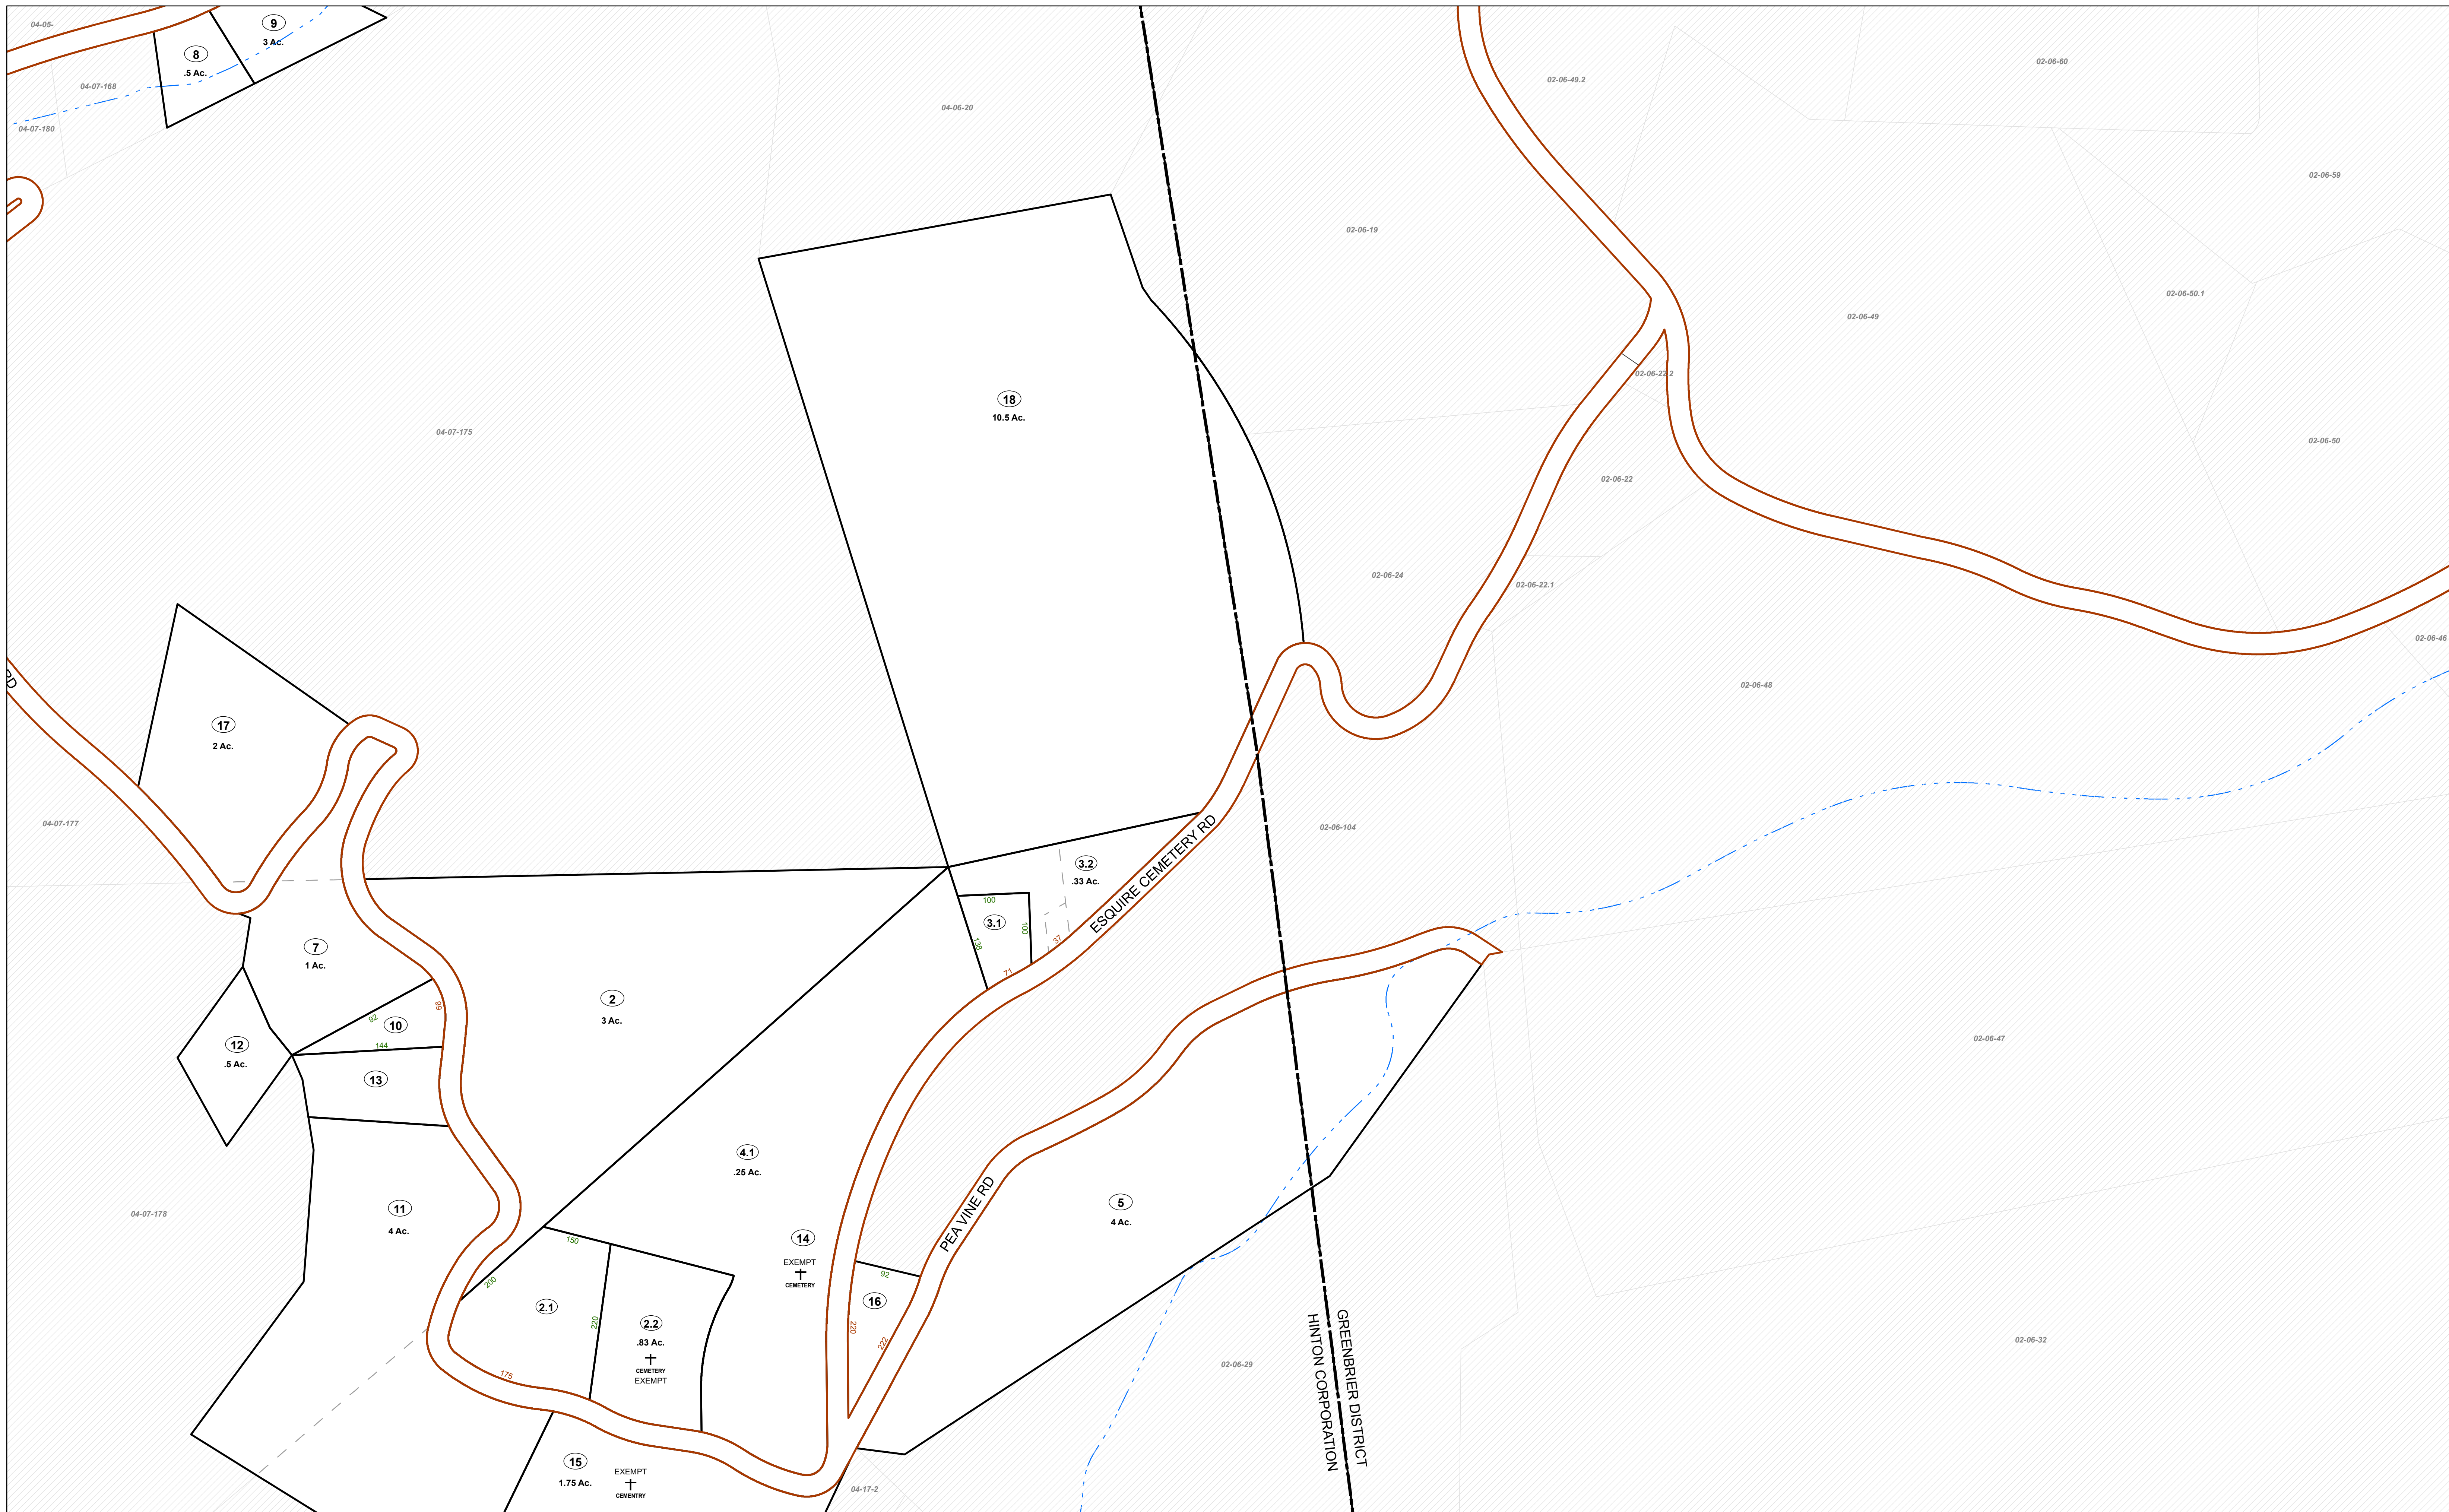 04-05-
9
3 Ac.
8
.5 Ac.
04-07-168
04-07-180
04-06-20
02-06-49.2
02-06-60
02-06-59
02-06-19
02-06-50.1
02-06-49
02-06-22.2
18
10.5 Ac.
04-07-175
02-06-50
02-06-22
02-06-24
02-06-22.1
02-06-46
RD
02-06-48
17
2 Ac.
04-07-177
02-06-104
ESQUIRE CEMETERY RD
3.2
.33 Ac.
100
3.1
100
138
37
71
7
1 Ac.
2
3 Ac.
99
92
10
144
12
.5 Ac.
13
02-06-47
4.1
.25 Ac.
PEA VINE RD
5
4 Ac.
11
4 Ac.
04-07-178
150
14
EXEMPT
CEMETERY
92
200
16
2.1
220
2.2
.83 Ac.
CEMETERY
EXEMPT
220
222
175
GREENBRIER DISTRICT
HINTON CORPORATION
02-06-32
02-06-29
15
1.75 Ac.
EXEMPT
CEMENTRY
04-17-2